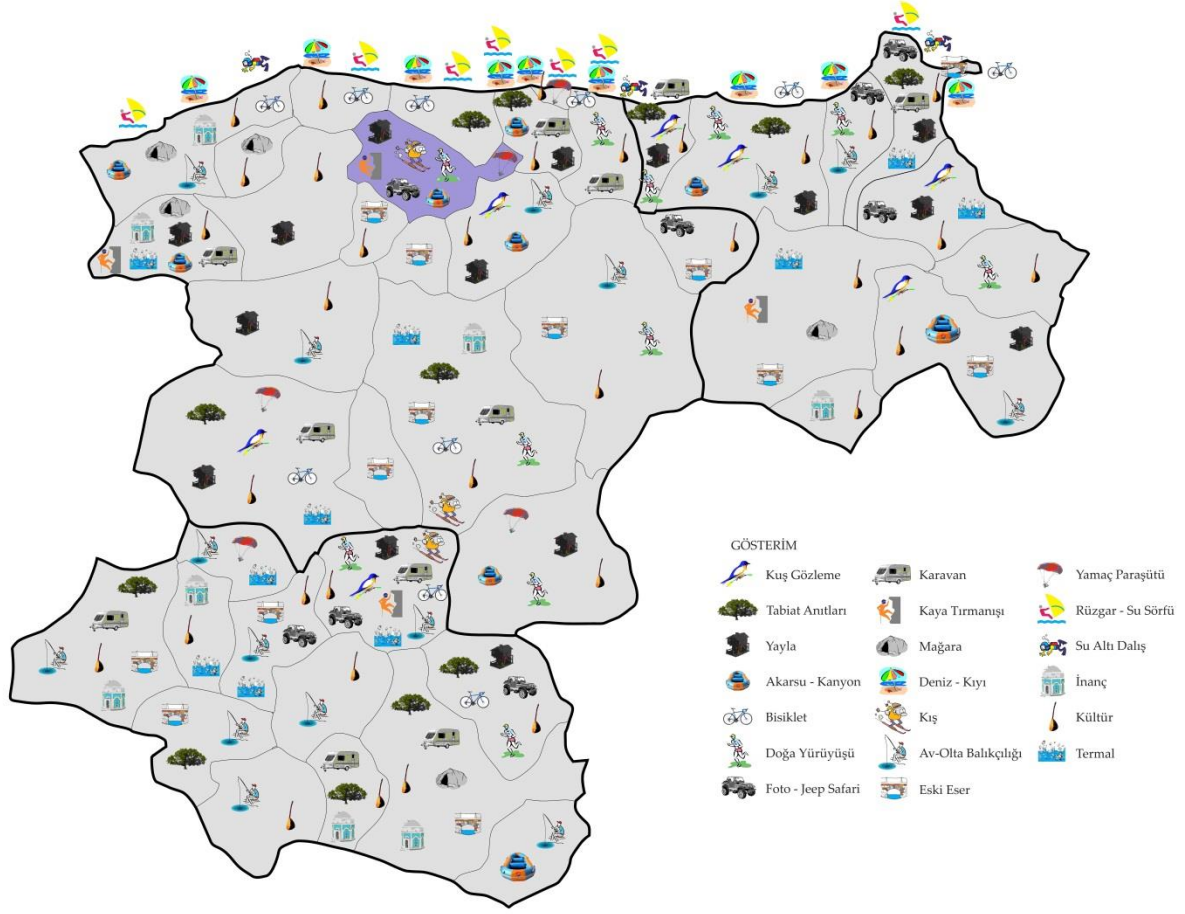 GÖSTERİM
Kuş Gözleme
Tabiat Anıtları
Yayla
Akarsu - Kanyon
Bisiklet
Doğa Yürüyüşü
Foto - Jeep Safari
Karavan
Kaya Tırmanışı
Mağara
Deniz - Kıyı
Kış
Av-Olta Balıkçılığı
Eski Eser
Yamaç Paraşütü
Rüzgar - Su Sörfü
Su Altı Dalış
İnanç
Kültür
Termal